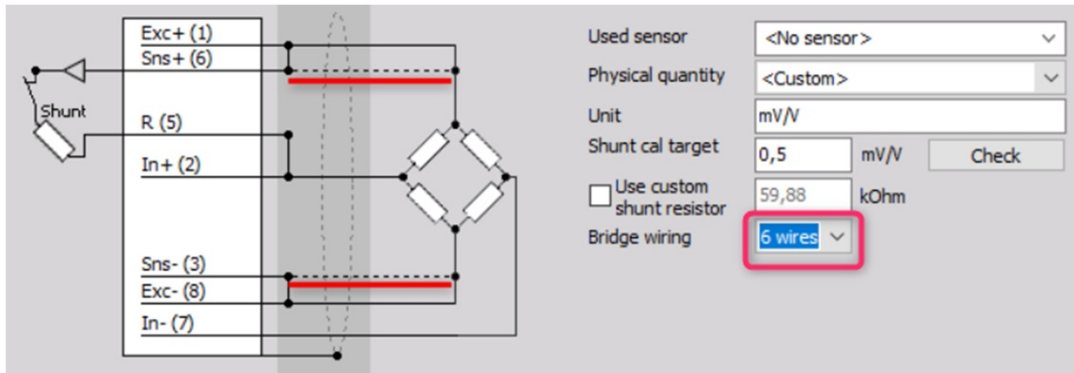 Exc+ (1)
Sns+ (6)
Shunt
R (5)
In+ (2)
Sns- (3)
Exc- (8)
In- (7)
Used sensor <No sensor>
Physical quantity <Custom>
Unit mV/V
Shunt cal target 0,5 mV/V Check
Use custom
shunt resistor 59,88 kOhm
Bridge wiring 6 wires